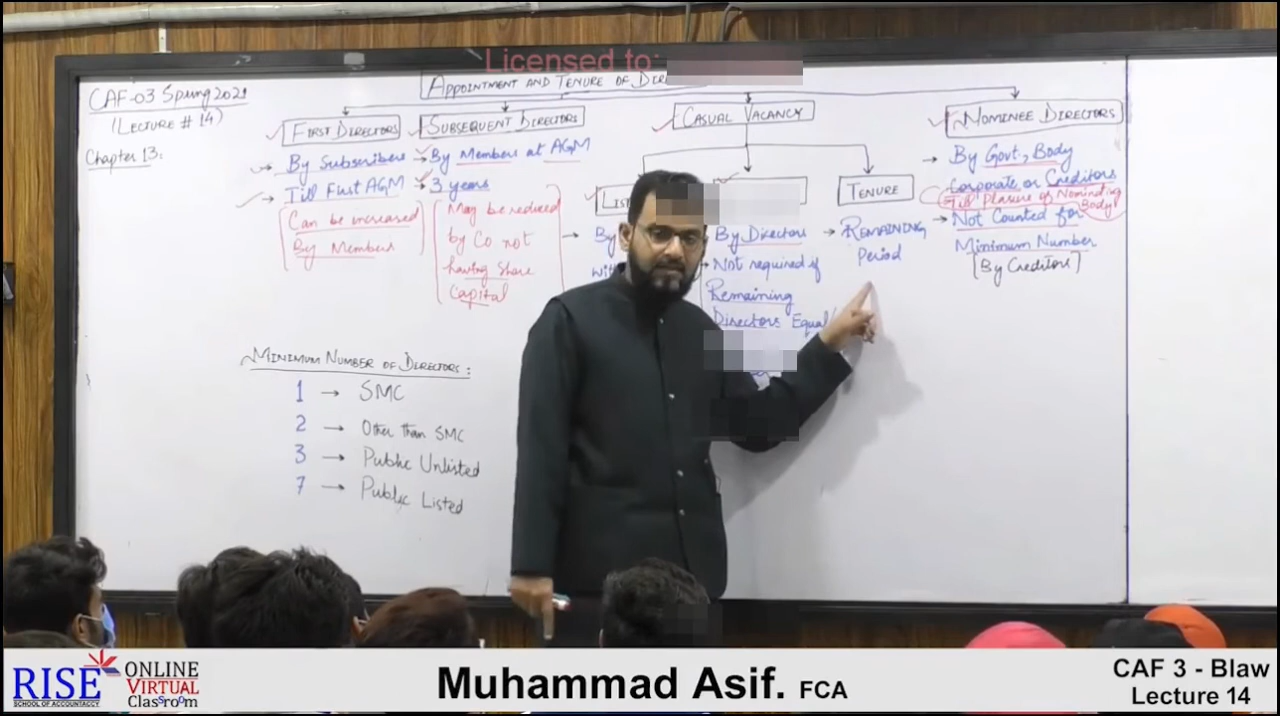 Licensed to:
APPOINTMENT AND TENURE OF
CAF-03 Spring 2021
(LECTURE # 14)
Chapter 13:
FIRST DIRECTORS
By Subscribers
Till First AGM
Can be increased
By Members
SUBSEQUENT DIRECTORS
By Members at AGM
3 years
May be reduced
by Co not
having Share
Capital
CASUAL VACANCY
By
By Directors
Not required if
Remaining
Directors Equal
TENURE
REMAINING
Period
NOMINEE DIRECTORS
By Govt., Body
Corporate or Creditors
Till Plasure of Nominating
Body
Not Counted for
Minimum Number
[By Creditors]
MINIMUM NUMBER OF DIRECTORS:
1 → SMC
2 → Other than SMC
3 → Public Unlisted
7 → Public Listed
RISE
SCHOOL OF ACCOUNTANCY
ONLINE
VIRTUAL
Classroom
Muhammad Asif. FCA
CAF 3 - Blaw
Lecture 14